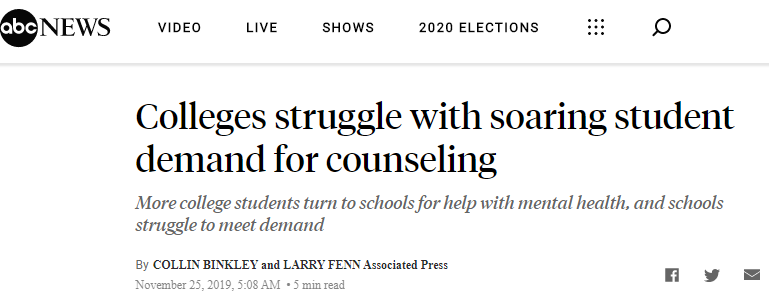 abc NEWS VIDEO LIVE SHOWS 2020 ELECTIONS
Colleges struggle with soaring student
demand for counseling
More college students turn to schools for help with mental health, and schools
struggle to meet demand
By COLLIN BINKLEY and LARRY FENN Associated Press
November 25, 2019, 5:08 AM • 5 min read